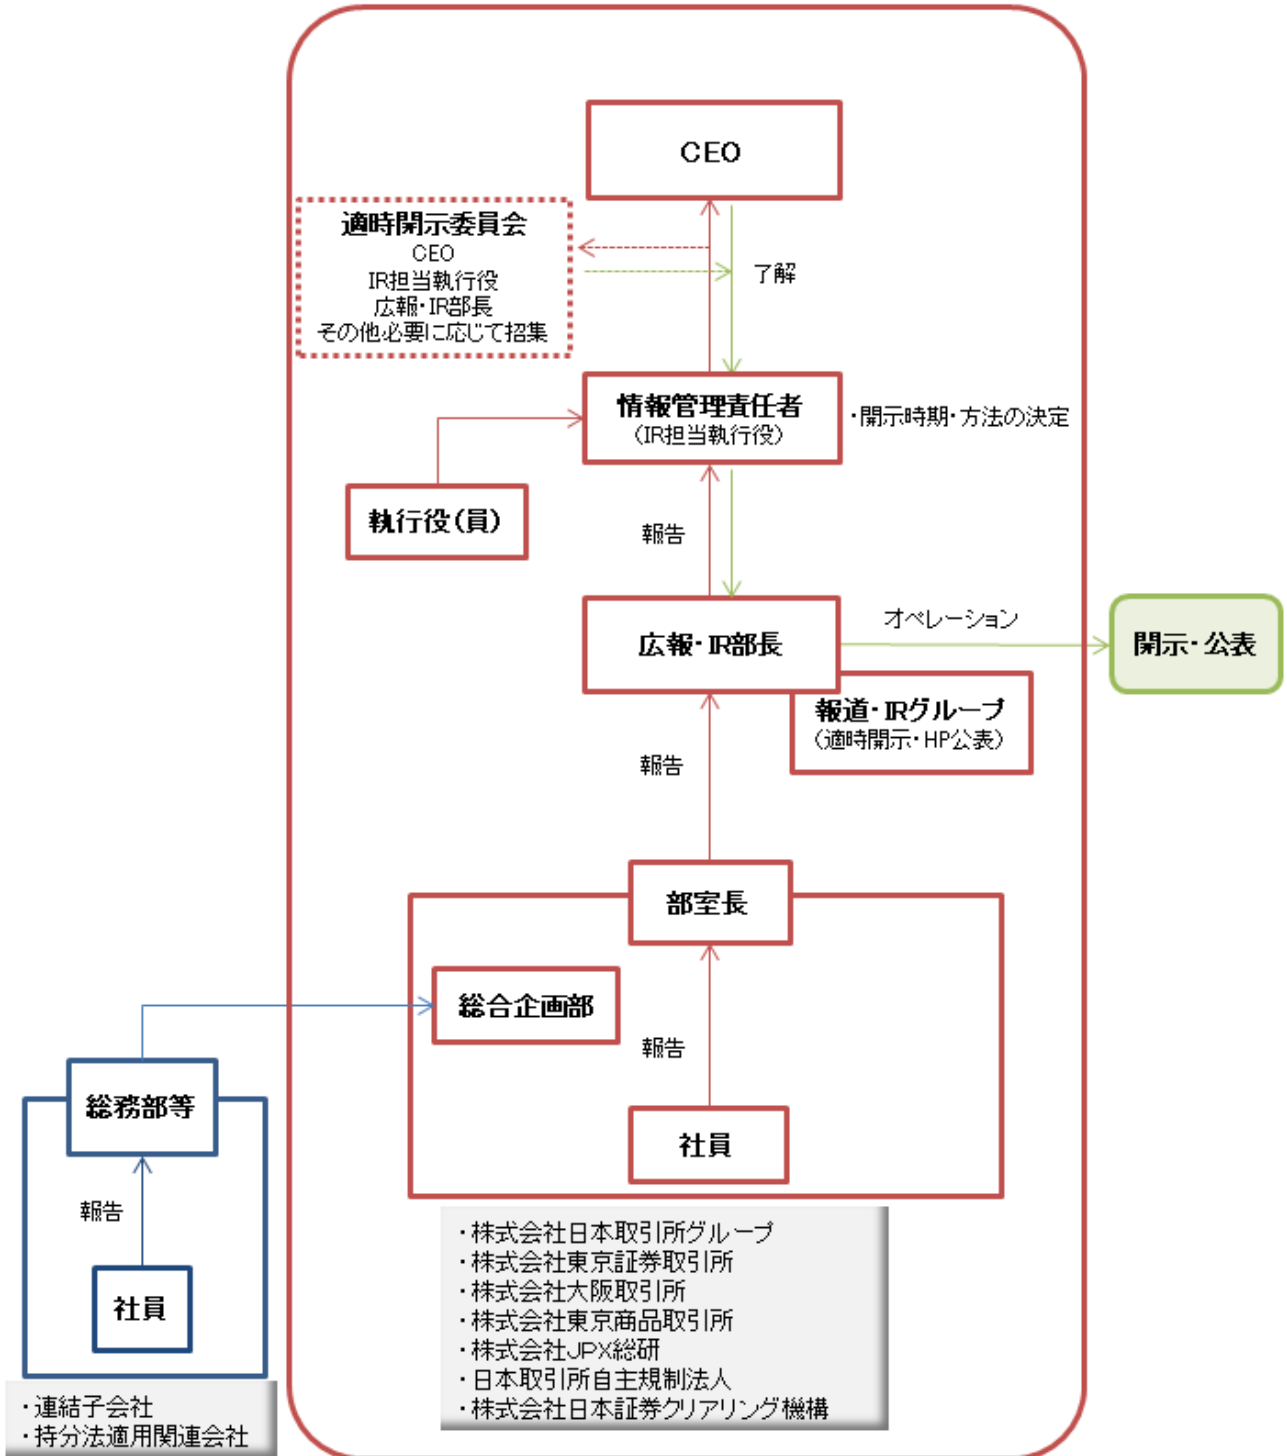 CEO
適時開示委員会
CEO
IR担当執行役
広報・IR部長
その他必要に応じて招集
了解
情報管理責任者
(IR担当執行役)
・開示時期・方法の決定
執行役(員)
報告
広報・IR部長
オペレーション
開示・公表
報道・IRグループ
(適時開示・HP公表)
報告
部室長
総合企画部
報告
社員
総務部等
報告
社員
・株式会社日本取引所グループ
・株式会社東京証券取引所
・株式会社大阪取引所
・株式会社東京商品取引所
・株式会社JPX総研
・日本取引所自主規制法人
・株式会社日本証券クリアリング機構
・連結子会社
・持分法適用関連会社